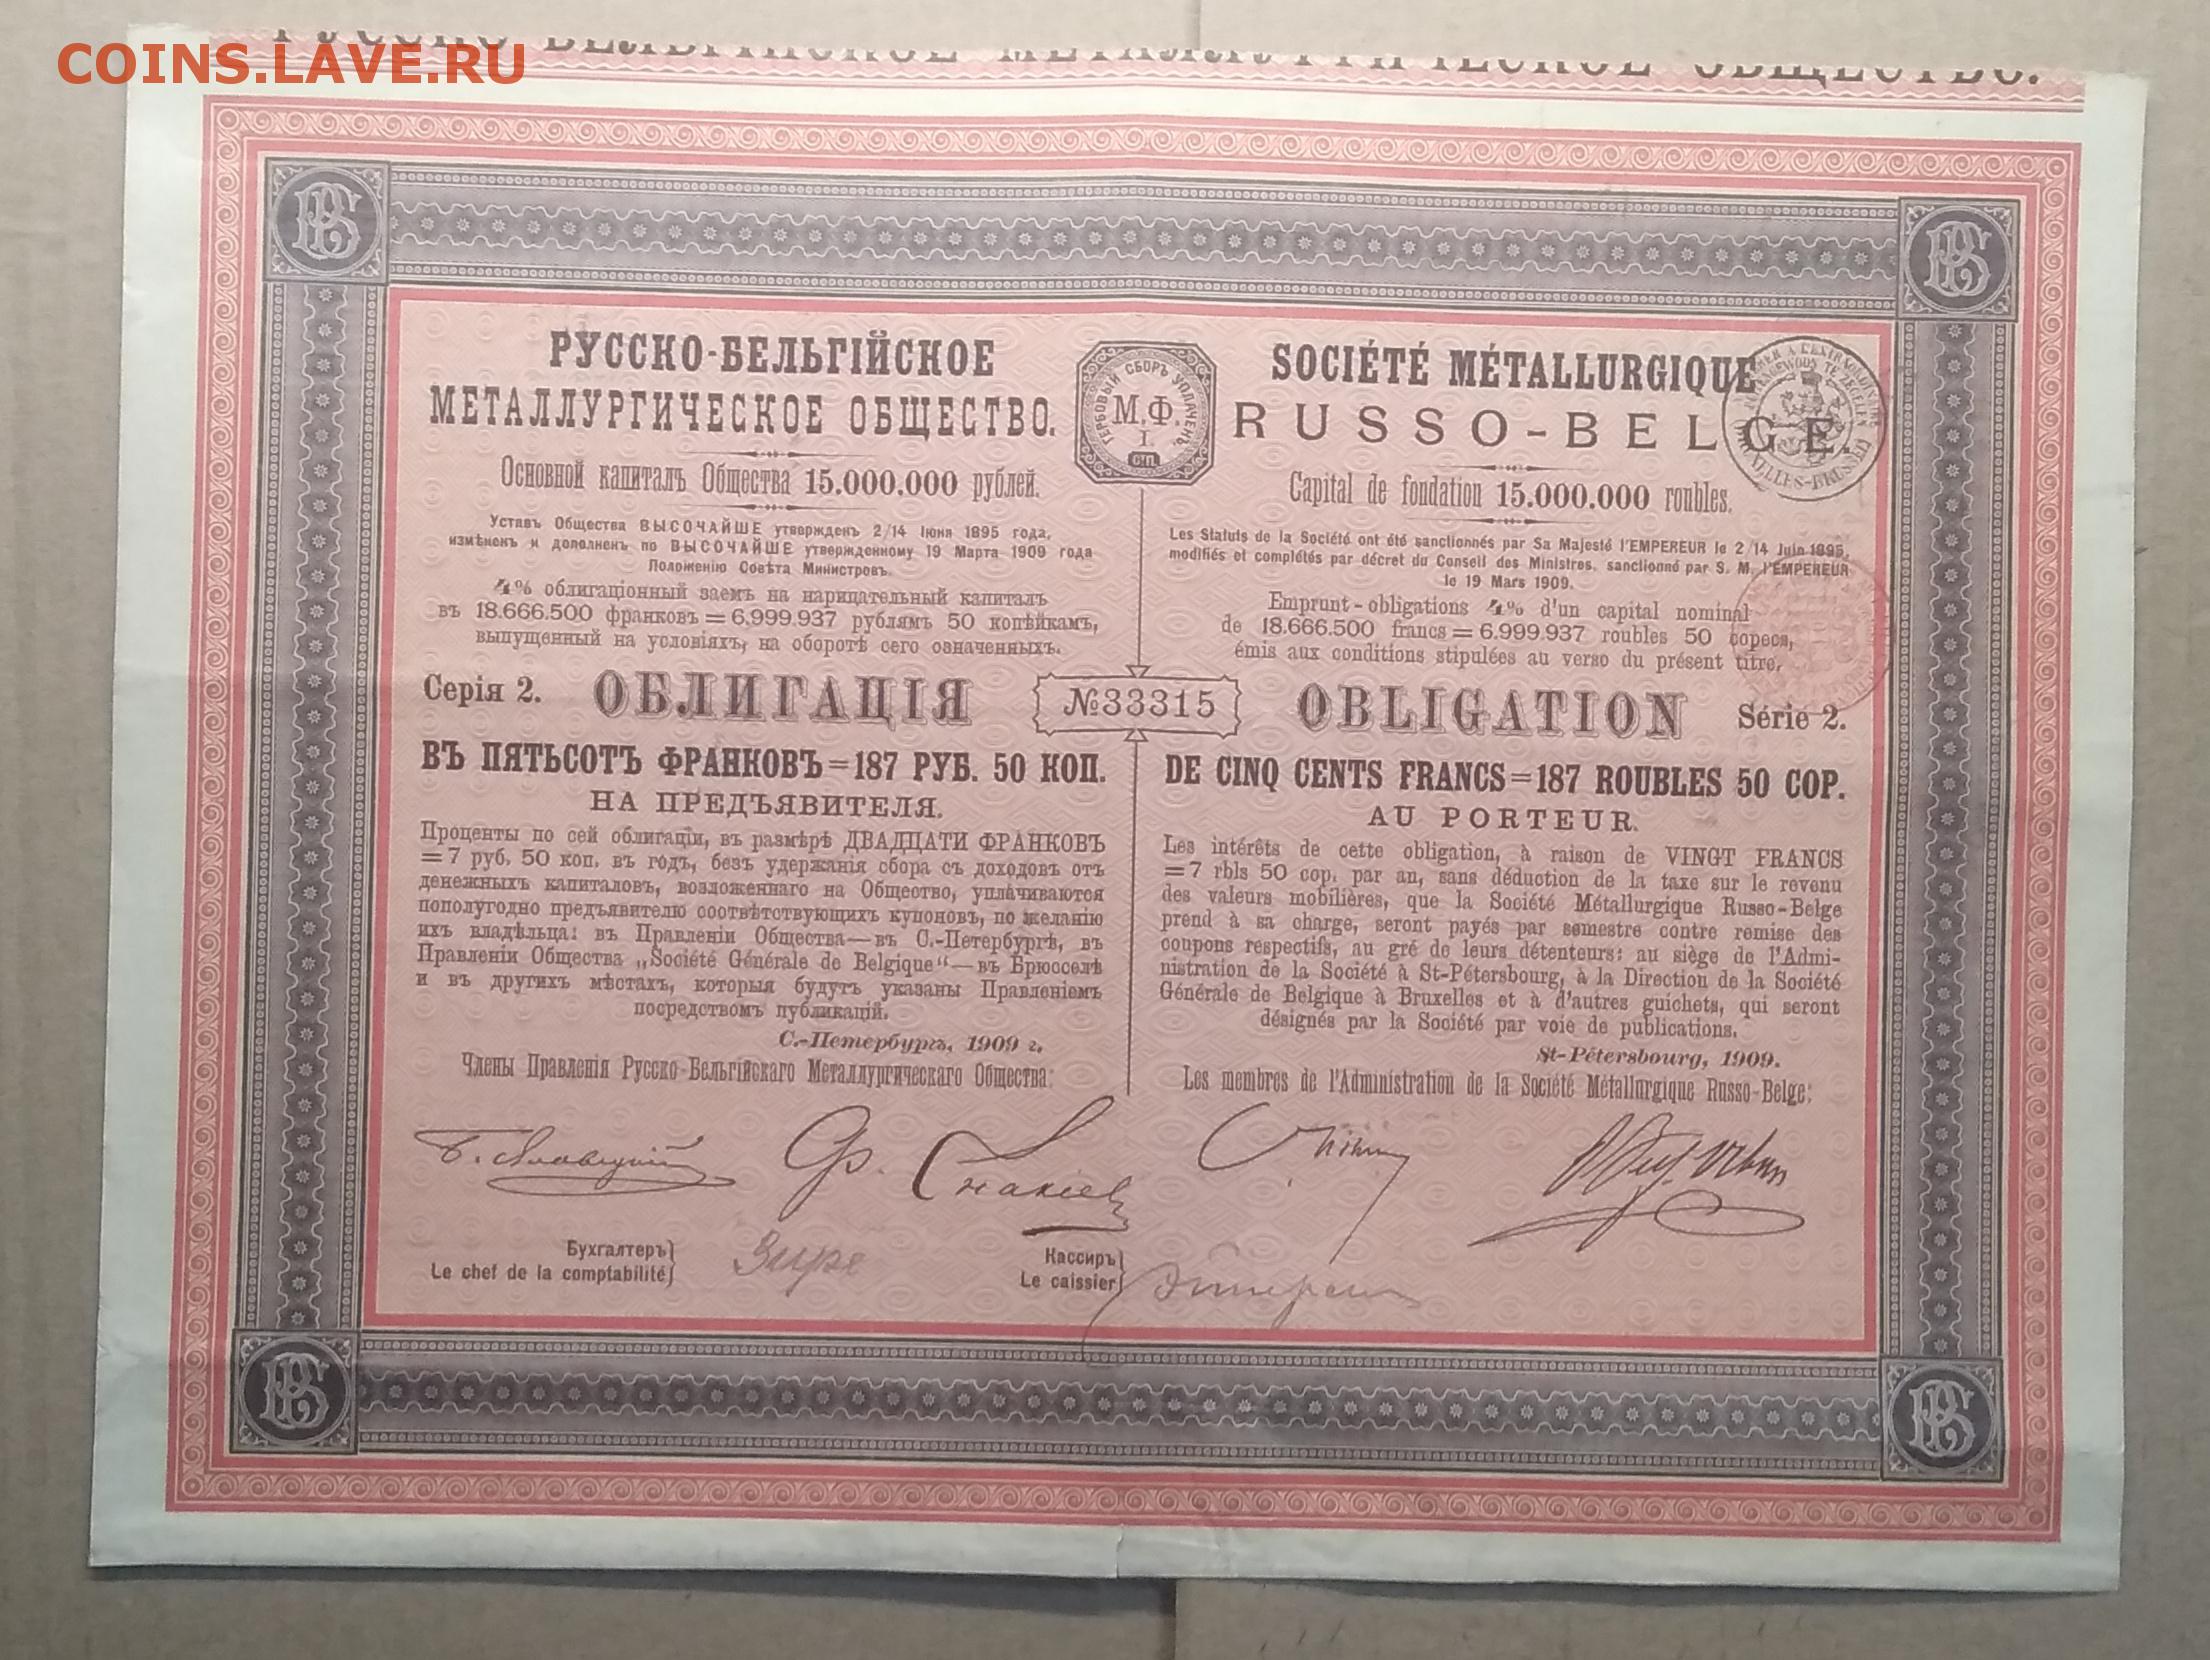 COINS.LAVE.RU
РУССКО-БЕЛЬГІЙСКОЕ МЕТАЛЛУРГИЧЕСКОЕ ОБЩЕСТВО.
РУССКО-БЕЛЬГІЙСКОЕ
МЕТАЛЛУРГИЧЕСКОЕ ОБЩЕСТВО.
Основной капиталъ Общества 15.000.000 рублей.
Уставъ Общества ВЫСОЧАЙШЕ утвержденъ 2/14 Іюня 1895 года,
измѣненъ и дополненъ по ВЫСОЧАЙШЕ утвержденному 19 Марта 1909 года
Положенію Совѣта Министровъ.
4% облигаціонный заемъ на нарицательный капиталъ
въ 18.666.500 франковъ = 6.999.937 рублямъ 50 копѣйкамъ,
выпущенный на условіяхъ, на оборотѣ сего означенныхъ.
Серія 2. ОБЛИГАЦІЯ
ВЪ ПЯТЬСОТЪ ФРАНКОВЪ = 187 РУБ. 50 КОП.
НА ПРЕДЪЯВИТЕЛЯ.
Проценты по сей облигаціи, въ размѣрѣ ДВАДЦАТИ ФРАНКОВЪ
= 7 руб. 50 коп. въ годъ, безъ удержанія сбора съ доходовъ отъ
денежныхъ капиталовъ, возложеннаго на Общество, уплачиваются
пополугодно предъявителю соотвѣтствующихъ купоновъ, по желанію
ихъ владѣльца: въ Правленіи Общества — въ С.-Петербургѣ, въ
Правленіи Общества „Société Générale de Belgique“ — въ Брюсселѣ
и въ другихъ мѣстахъ, которыя будутъ указаны Правленіемъ
посредствомъ публикацій.
С.-Петербургъ, 1909 г.
Члены Правленія Русско-Бельгійскаго Металлургическаго Общества:
Бухгалтеръ
Le chef de la comptabilité
ГЕРБОВЫЙ СБОРЪ УПЛАЧЕНЪ.
М.Ф.
I.
СП.
№33315
SOCIÉTÉ MÉTALLURGIQUE
RUSSO-BELGE.
Capital de fondation 15.000.000 roubles.
Les Statuts de la Société ont été sanctionnés par Sa Majesté l'EMPEREUR le 2/14 Juin 1895,
modifiés et complétés par décret du Conseil des Ministres, sanctionné par S. M. l'EMPEREUR
le 19 Mars 1909.
Emprunt-obligations 4% d'un capital nominal
de 18.666.500 francs = 6.999.937 roubles 50 copecs,
émis aux conditions stipulées au verso du présent titre.
OBLIGATION Série 2.
DE CINQ CENTS FRANCS = 187 ROUBLES 50 COP.
AU PORTEUR.
Les intérêts de cette obligation, à raison de VINGT FRANCS
= 7 rbls 50 cop. par an, sans déduction de la taxe sur le revenu
des valeurs mobilières, que la Société Métallurgique Russo-Belge
prend à sa charge, seront payés par semestre contre remise des
coupons respectifs, au gré de leurs détenteurs: au siège de l'Admi-
nistration de la Société à St-Pétersbourg, à la Direction de la Société
Générale de Belgique à Bruxelles et à d'autres guichets, qui seront
désignés par la Société par voie de publications.
St-Pétersbourg, 1909.
Les membres de l'Administration de la Société Métallurgique Russo-Belge:
Кассиръ
Le caissier